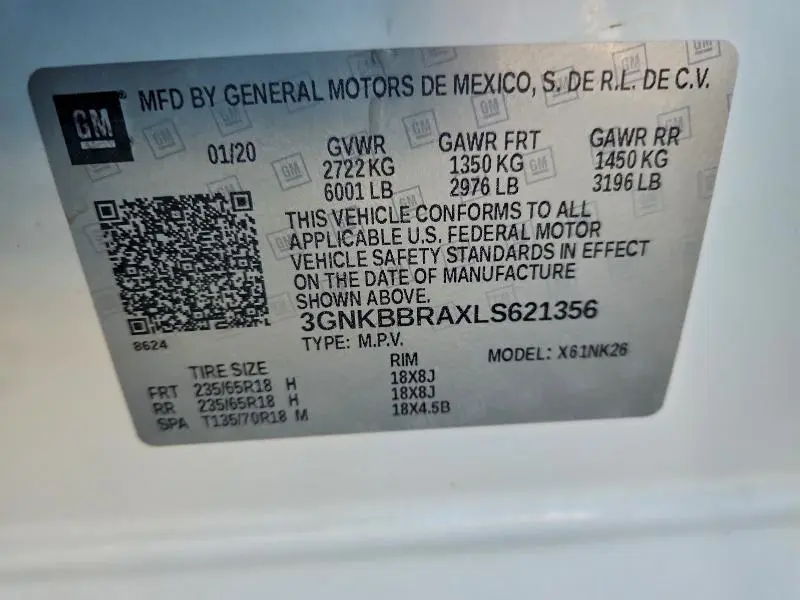 GM
MFD BY GENERAL MOTORS DE MEXICO, S. DE R.L. DE C.V.
01/20 GVWR GAWR FRT GAWR RR
2722 KG 1350 KG 1450 KG
6001 LB 2976 LB 3196 LB
THIS VEHICLE CONFORMS TO ALL
APPLICABLE U.S. FEDERAL MOTOR
VEHICLE SAFETY STANDARDS IN EFFECT
ON THE DATE OF MANUFACTURE
SHOWN ABOVE.
3GNKBBRAXLS621356
8624
TYPE: M.P.V. MODEL: X61NK26
TIRE SIZE RIM
FRT 235/65R18 H 18X8J
RR 235/65R18 H 18X8J
SPA T135/70R18 M 18X4.5B